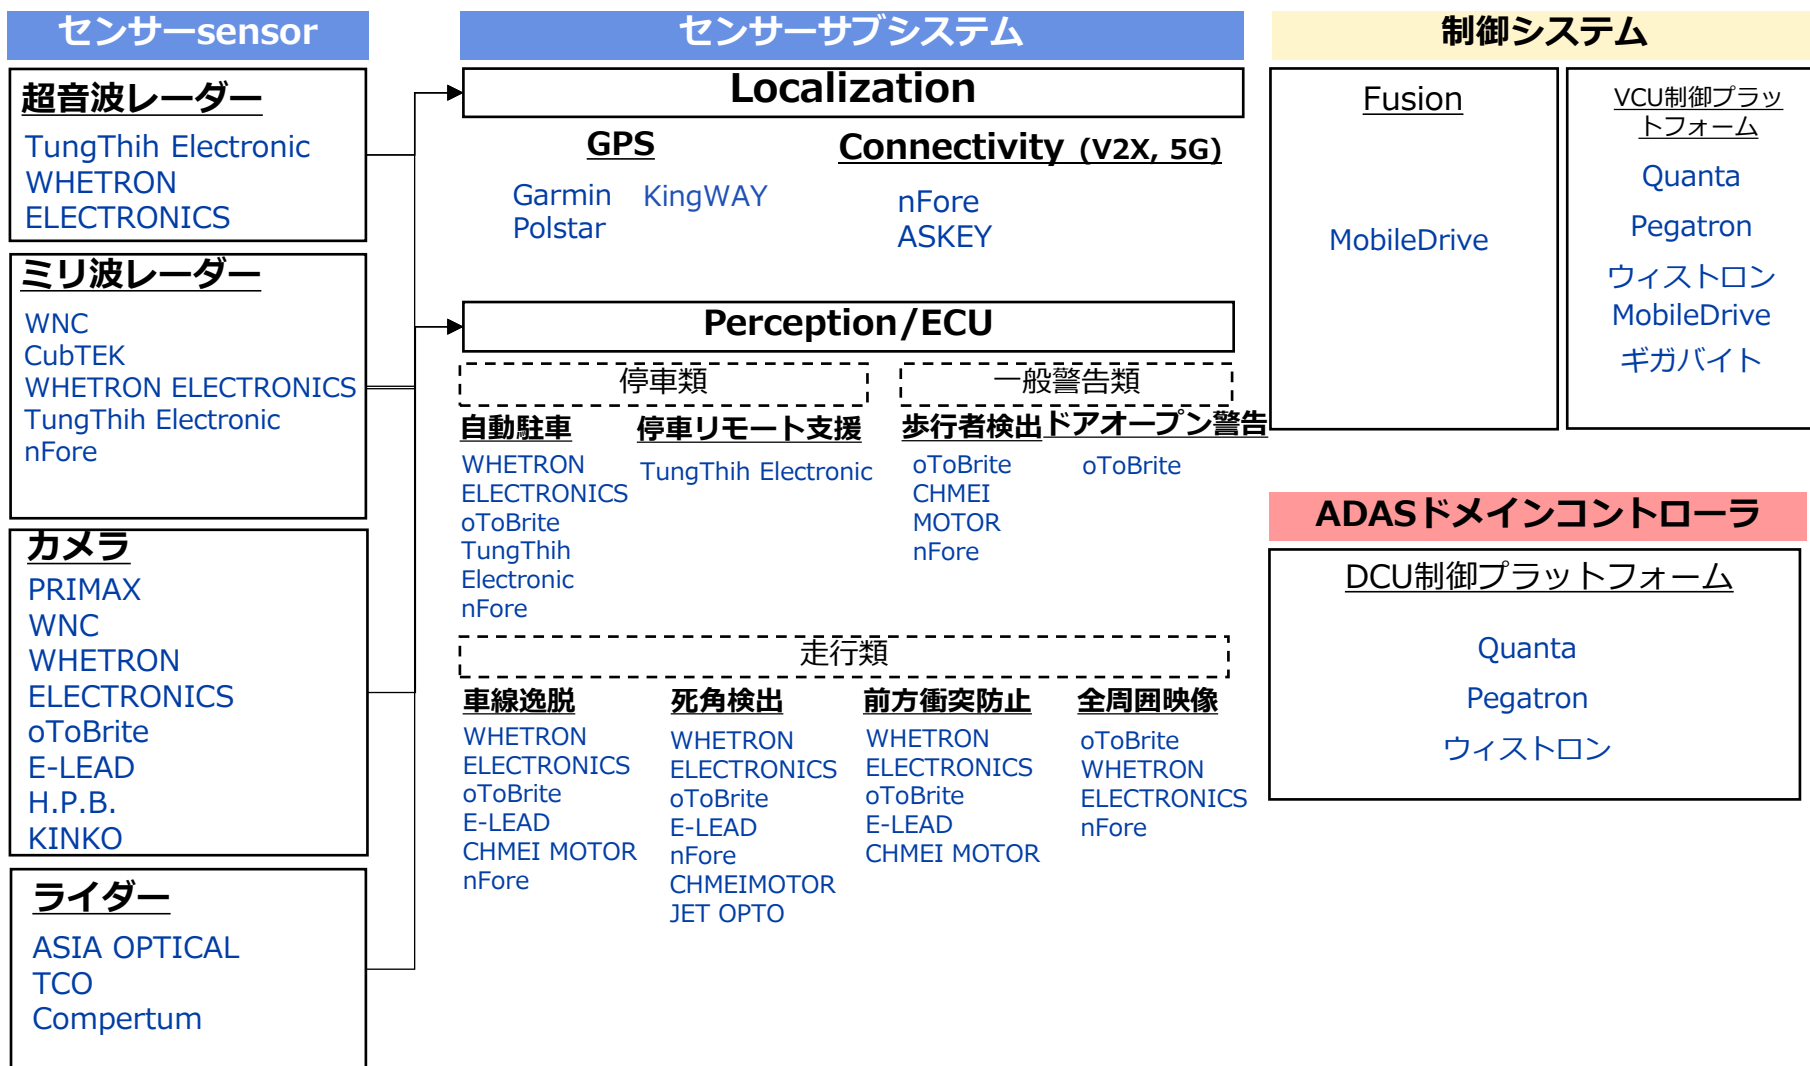 センサーsensor
超音波レーダー
TungThih Electronic
WHETRON
ELECTRONICS
ミリ波レーダー
WNC
CubTEK
WHETRON ELECTRONICS
TungThih Electronic
nFore
カメラ
PRIMAX
WNC
WHETRON
ELECTRONICS
oToBrite
E-LEAD
H.P.B.
KINKO
ライダー
ASIA OPTICAL
TCO
Compertum
センサーサブシステム
Localization
GPS
Garmin
Polstar
KingWAY
Connectivity (V2X, 5G)
nFore
ASKEY
Perception/ECU
停車類
自動駐車
WHETRON
ELECTRONICS
oToBrite
TungThih
Electronic
nFore
停車リモート支援
TungThih Electronic
一般警告類
歩行者検出
oToBrite
CHMEI
MOTOR
nFore
ドアオープン警告
oToBrite
走行類
車線逸脱
WHETRON
ELECTRONICS
oToBrite
E-LEAD
CHMEI MOTOR
nFore
死角検出
WHETRON
ELECTRONICS
oToBrite
E-LEAD
nFore
CHMEIMOTOR
JET OPTO
前方衝突防止
WHETRON
ELECTRONICS
oToBrite
E-LEAD
CHMEI MOTOR
全周囲映像
oToBrite
WHETRON
ELECTRONICS
nFore
制御システム
Fusion
MobileDrive
VCU制御プラッ
トフォーム
Quanta
Pegatron
ウィストロン
MobileDrive
ギガバイト
ADASドメインコントローラ
DCU制御プラットフォーム
Quanta
Pegatron
ウィストロン